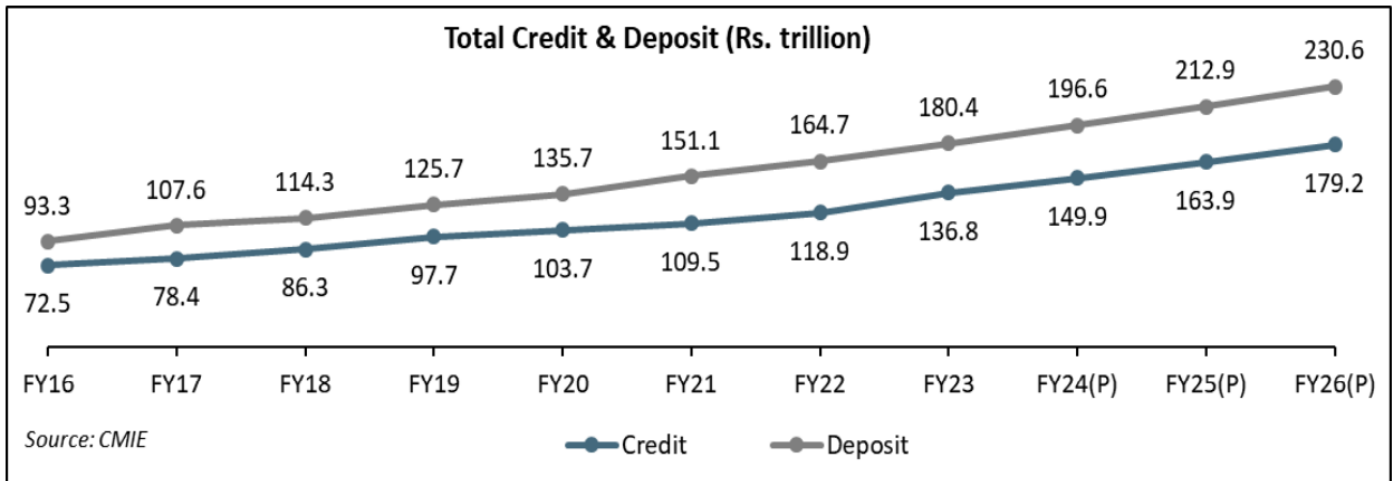 Total Credit & Deposit (Rs. trillion)
93.3 107.6 114.3 125.7 135.7 151.1 164.7 180.4 196.6 212.9 230.6
72.5 78.4 86.3 97.7 103.7 109.5 118.9 136.8 149.9 163.9 179.2
FY16 FY17 FY18 FY19 FY20 FY21 FY22 FY23 FY24(P) FY25(P) FY26(P)
Source: CMIE
Credit Deposit